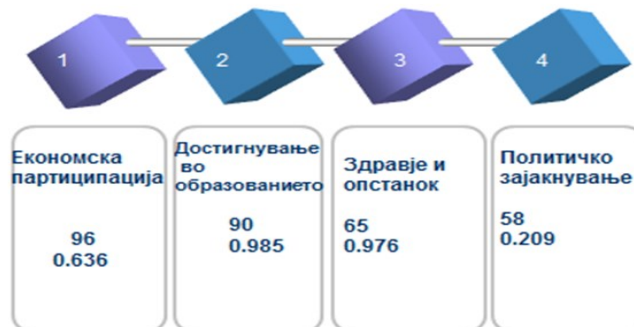 1
2
3
4
Економска
партиципација
96
0.636
Достигнување
во
образованието
90
0.985
Здравје и
опстанок
65
0.976
Политичко
зајакнување
58
0.209